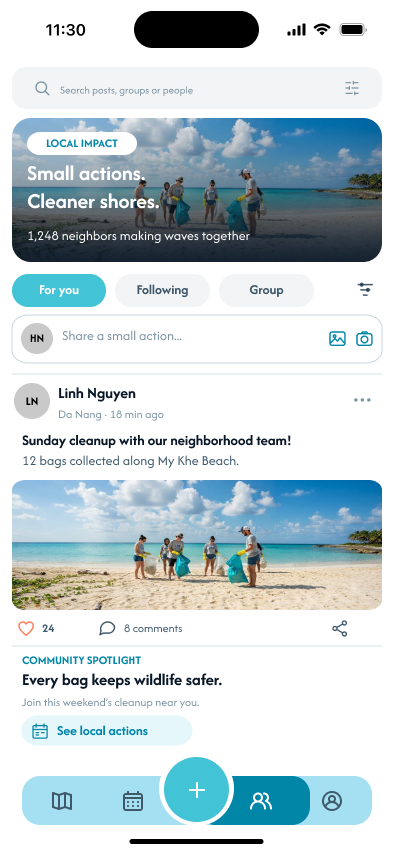 11:30
Search posts, groups or people
LOCAL IMPACT
Small actions.
Cleaner shores.
1,248 neighbors making waves together
For you
Following
Group
HN
Share a small action...
LN
Linh Nguyen
Da Nang · 18 min ago
Sunday cleanup with our neighborhood team!
12 bags collected along My Khe Beach.
24
8 comments
COMMUNITY SPOTLIGHT
Every bag keeps wildlife safer.
Join this weekend's cleanup near you.
See local actions